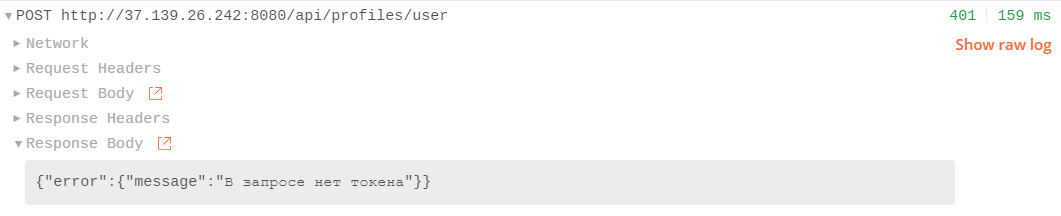 POST http://37.139.26.242:8080/api/profiles/user 401 159 ms
Network Show raw log
Request Headers
Request Body
Response Headers
Response Body
{"error":{"message":"В запросе нет токена"}}